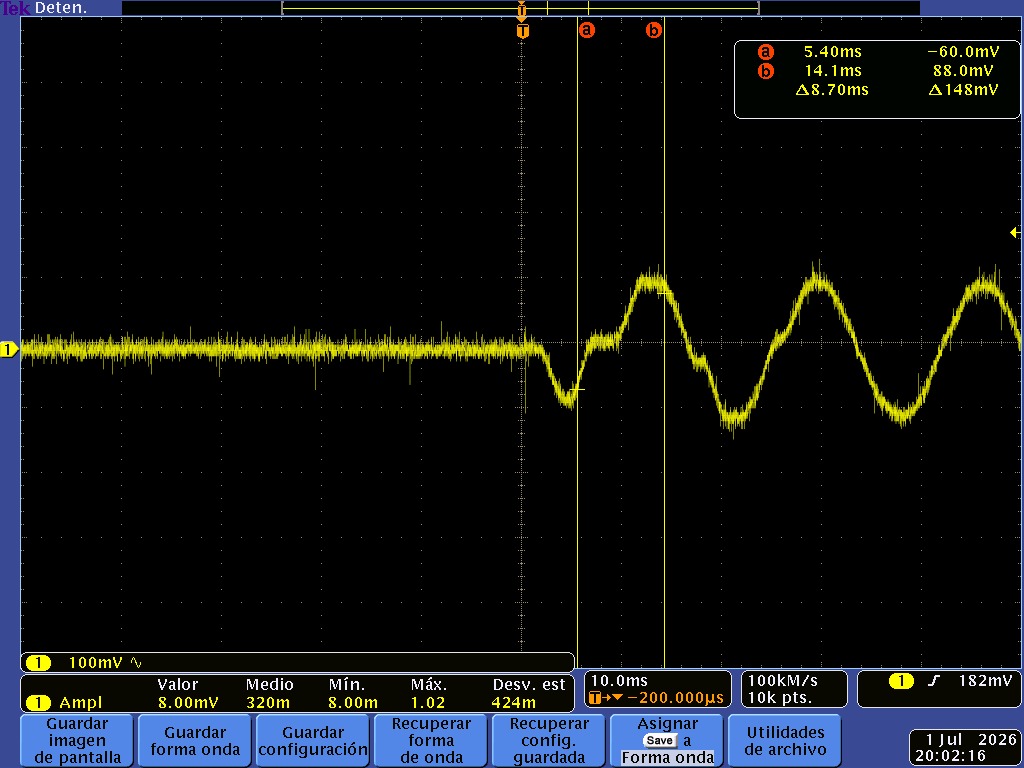 Tek Deten.
T
T a b
a 5.40ms −60.0mV
b 14.1ms 88.0mV
Δ8.70ms Δ148mV
1
1 100mV ∿
Valor Medio Mín. Máx. Desv. est
1 Ampl 8.00mV 320m 8.00m 1.02 424m
10.0ms
T→▼−200.000µs
100kM/s
10k pts.
1 182mV
Guardar
imagen
de pantalla
Guardar
forma onda
Guardar
configuración
Recuperar
forma
de onda
Recuperar
config.
guardada
Asignar
Save a
Forma onda
Utilidades
de archivo
1 Jul 2026
20:02:16